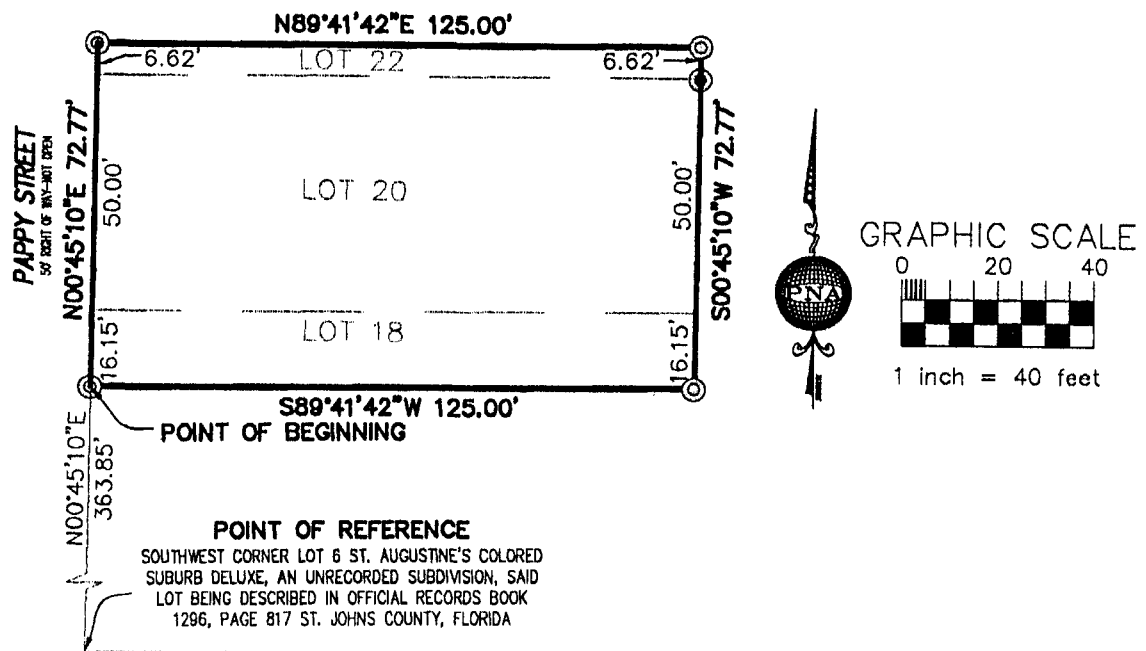 N89°41'42"E 125.00'
6.62'
LOT 22
6.62'
PAPPY STREET
50' RIGHT OF WAY-NOT OPEN
N00°45'10"E 72.77'
50.00'
LOT 20
50.00'
S00°45'10"W 72.77'
GRAPHIC SCALE
0 20 40
PNA
1 inch = 40 feet
16.15'
LOT 18
16.15'
S89°41'42"W 125.00'
POINT OF BEGINNING
N00°45'10"E
363.85'
POINT OF REFERENCE
SOUTHWEST CORNER LOT 6 ST. AUGUSTINE'S COLORED
SUBURB DELUXE, AN UNRECORDED SUBDIVISION, SAID
LOT BEING DESCRIBED IN OFFICIAL RECORDS BOOK
1296, PAGE 817 ST. JOHNS COUNTY, FLORIDA